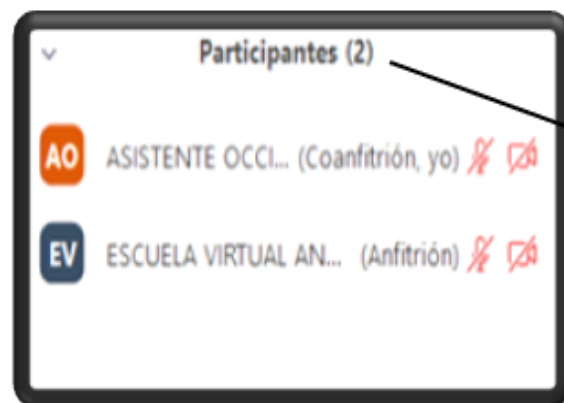 Participantes (2)
AO ASISTENTE OCCI... (Coanfitrión, yo)
EV ESCUELA VIRTUAL AN... (Anfitrión)